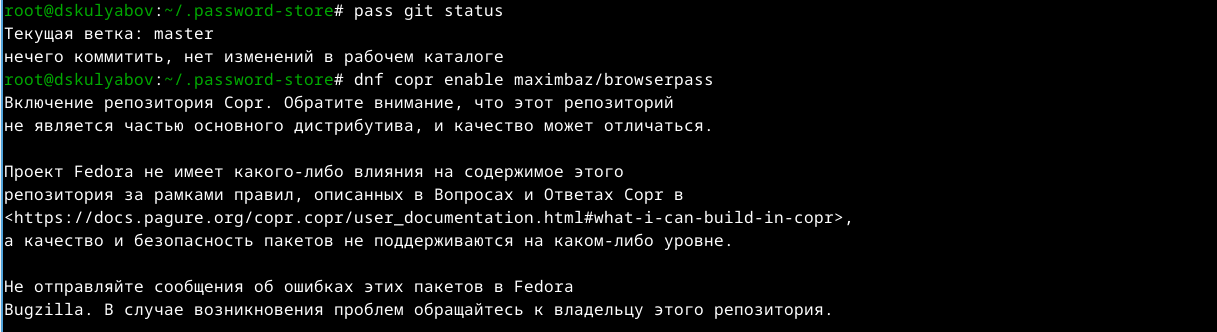 root@dskulyabov:~/.password-store# pass git status
Текущая ветка: master
нечего коммитить, нет изменений в рабочем каталоге
root@dskulyabov:~/.password-store# dnf copr enable maximbaz/browserpass
Включение репозитория Copr. Обратите внимание, что этот репозиторий
не является частью основного дистрибутива, и качество может отличаться.
Проект Fedora не имеет какого-либо влияния на содержимое этого
репозитория за рамками правил, описанных в Вопросах и Ответах Copr в
<https://docs.pagure.org/copr.copr/user_documentation.html#what-i-can-build-in-copr>,
а качество и безопасность пакетов не поддерживаются на каком-либо уровне.
Не отправляйте сообщения об ошибках этих пакетов в Fedora
Bugzilla. В случае возникновения проблем обращайтесь к владельцу этого репозитория.